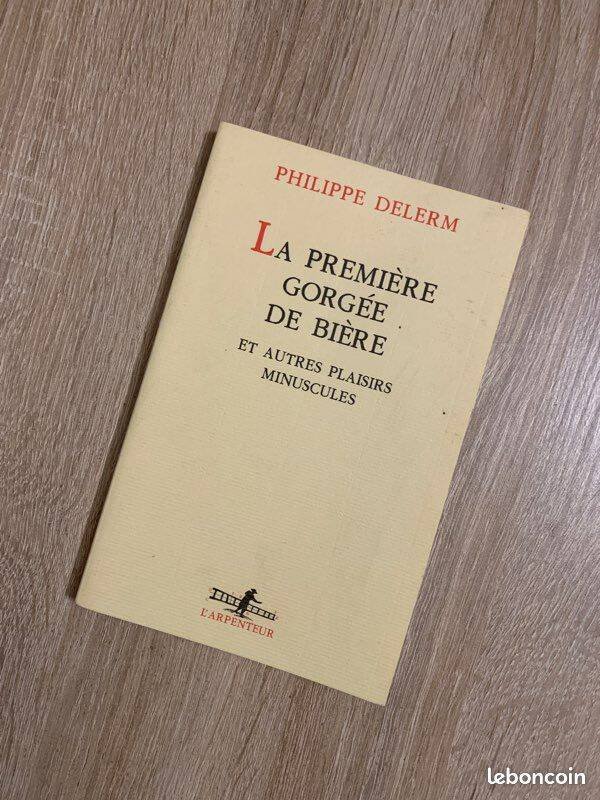 PHILIPPE DELERM
LA PREMIÈRE
GORGÉE
DE BIÈRE
ET AUTRES PLAISIRS
MINUSCULES
L'ARPENTEUR
leboncoin